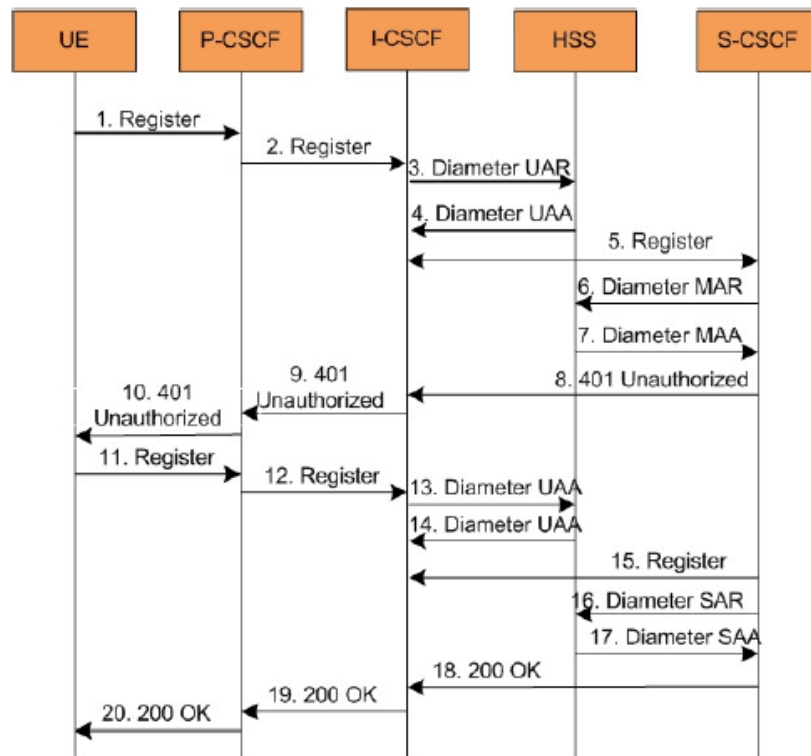 UE
P-CSCF
I-CSCF
HSS
S-CSCF
1. Register
2. Register
3. Diameter UAR
4. Diameter UAA
5. Register
6. Diameter MAR
7. Diameter MAA
8. 401 Unauthorized
9. 401
Unauthorized
10. 401
Unauthorized
11. Register
12. Register
13. Diameter UAA
14. Diameter UAA
15. Register
16. Diameter SAR
17. Diameter SAA
18. 200 OK
19. 200 OK
20. 200 OK